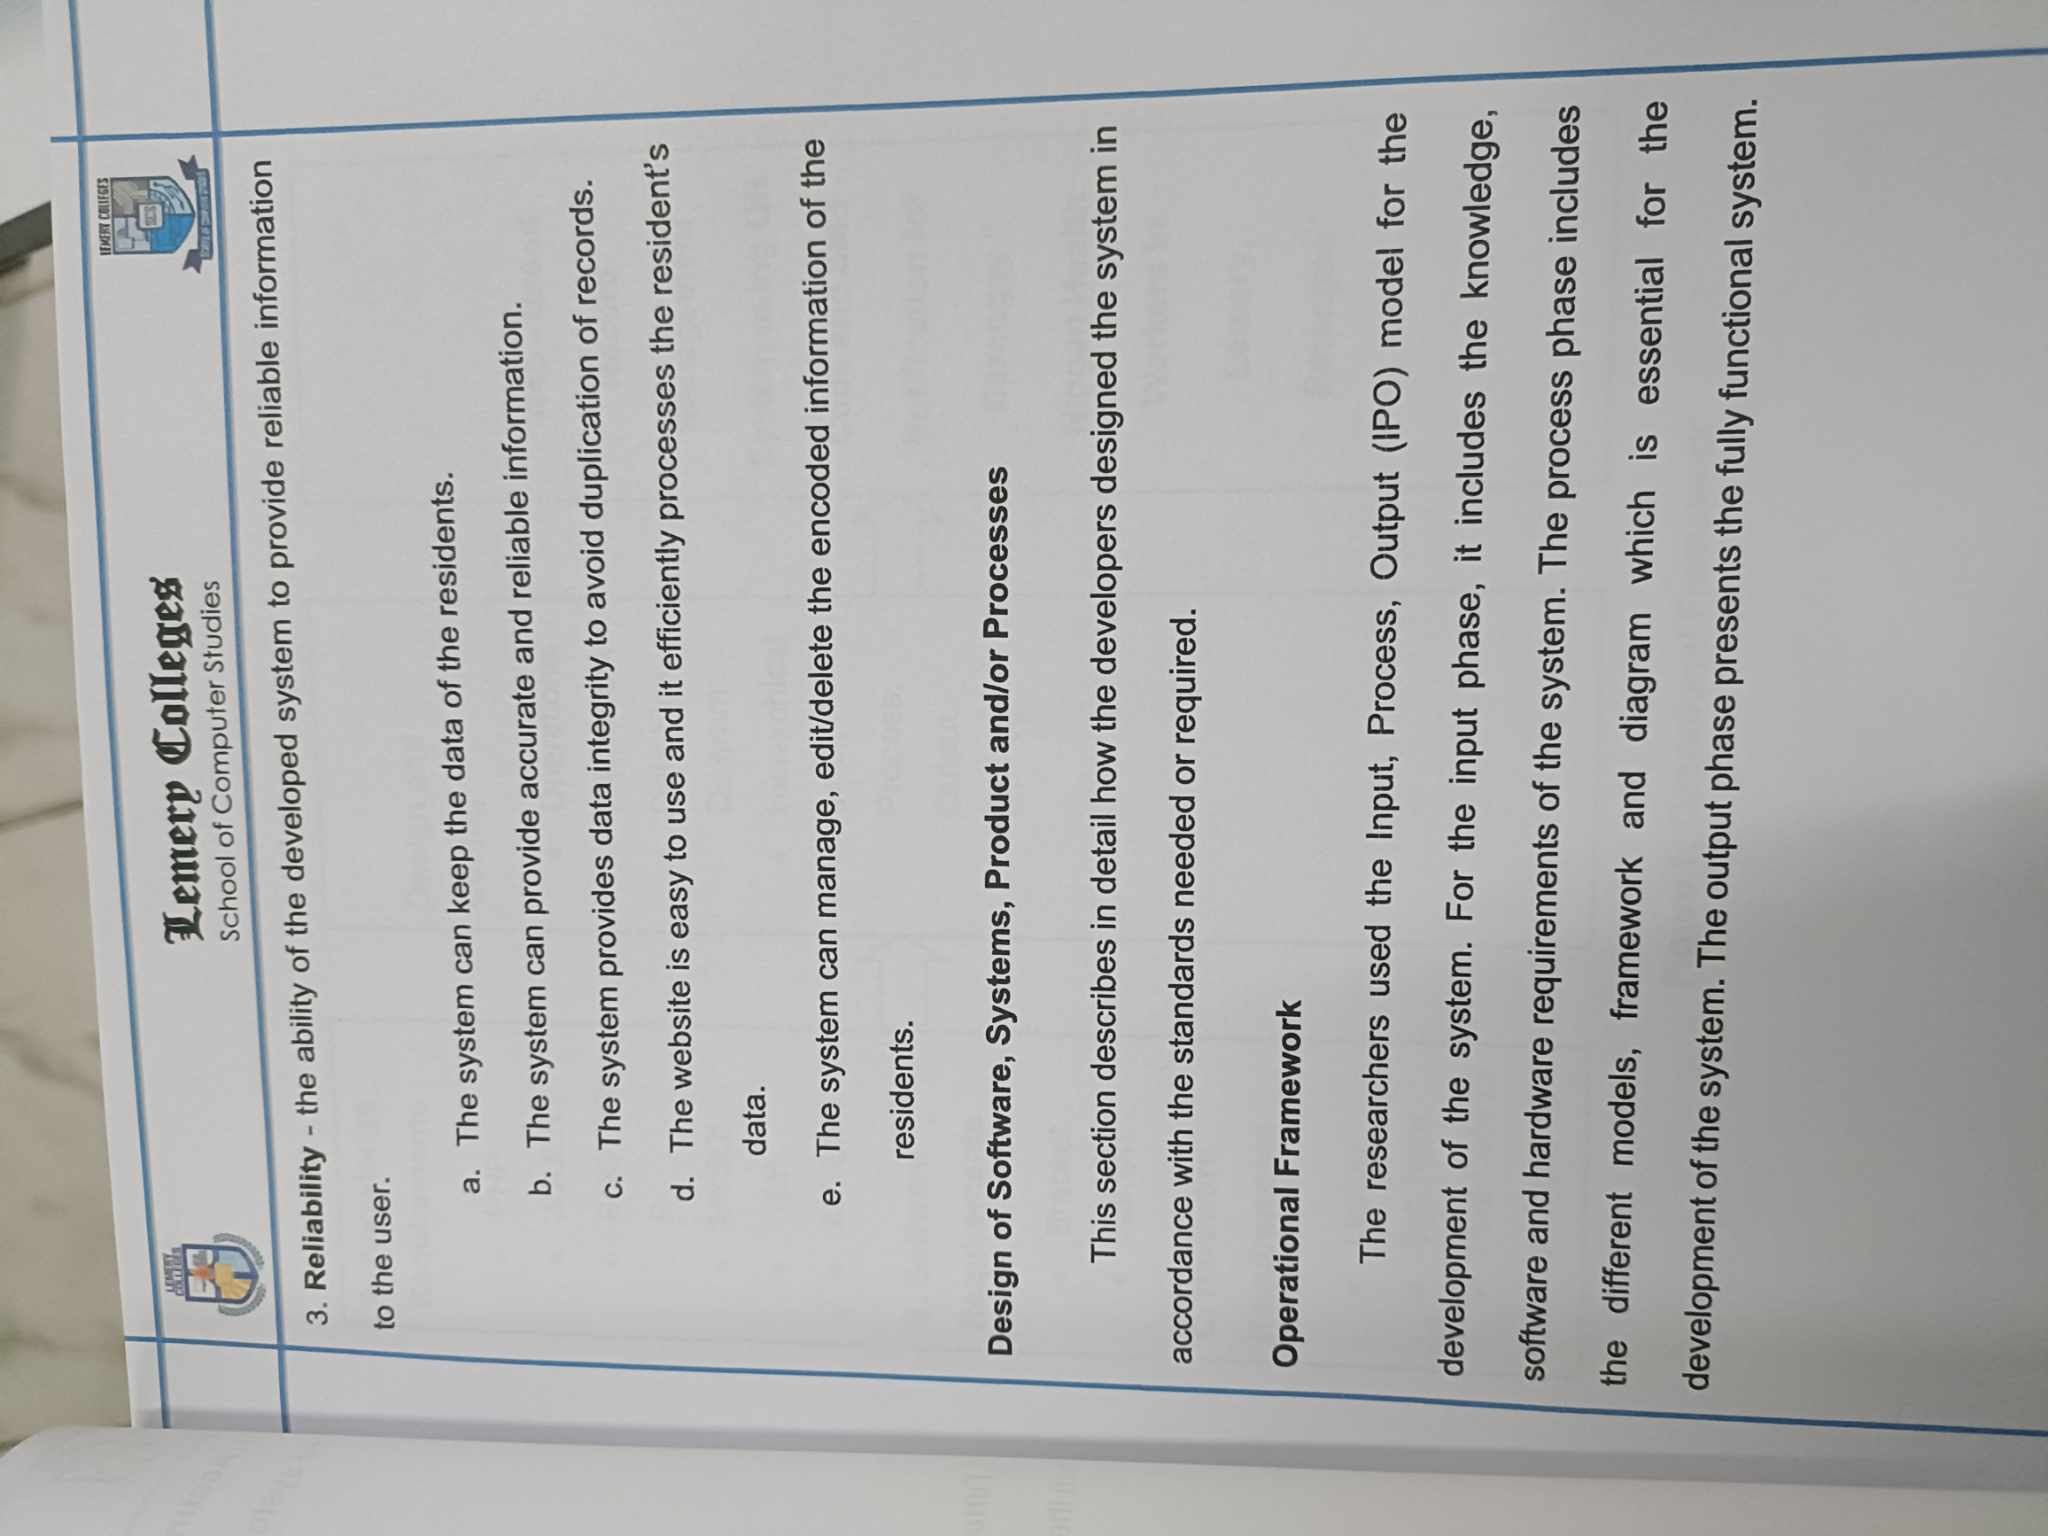 LEMERY
COLLEGES
Lemery Colleges
School of Computer Studies
LEMERY COLLEGES
SCS
3. Reliability - the ability of the developed system to provide reliable information
to the user.
a. The system can keep the data of the residents.
b. The system can provide accurate and reliable information.
c. The system provides data integrity to avoid duplication of records.
d. The website is easy to use and it efficiently processes the resident's
data.
e. The system can manage, edit/delete the encoded information of the
residents.
Design of Software, Systems, Product and/or Processes
This section describes in detail how the developers designed the system in
accordance with the standards needed or required.
Operational Framework
The researchers used the Input, Process, Output (IPO) model for the
development of the system. For the input phase, it includes the knowledge,
software and hardware requirements of the system. The process phase includes
the different models, framework and diagram which is essential for the
development of the system. The output phase presents the fully functional system.